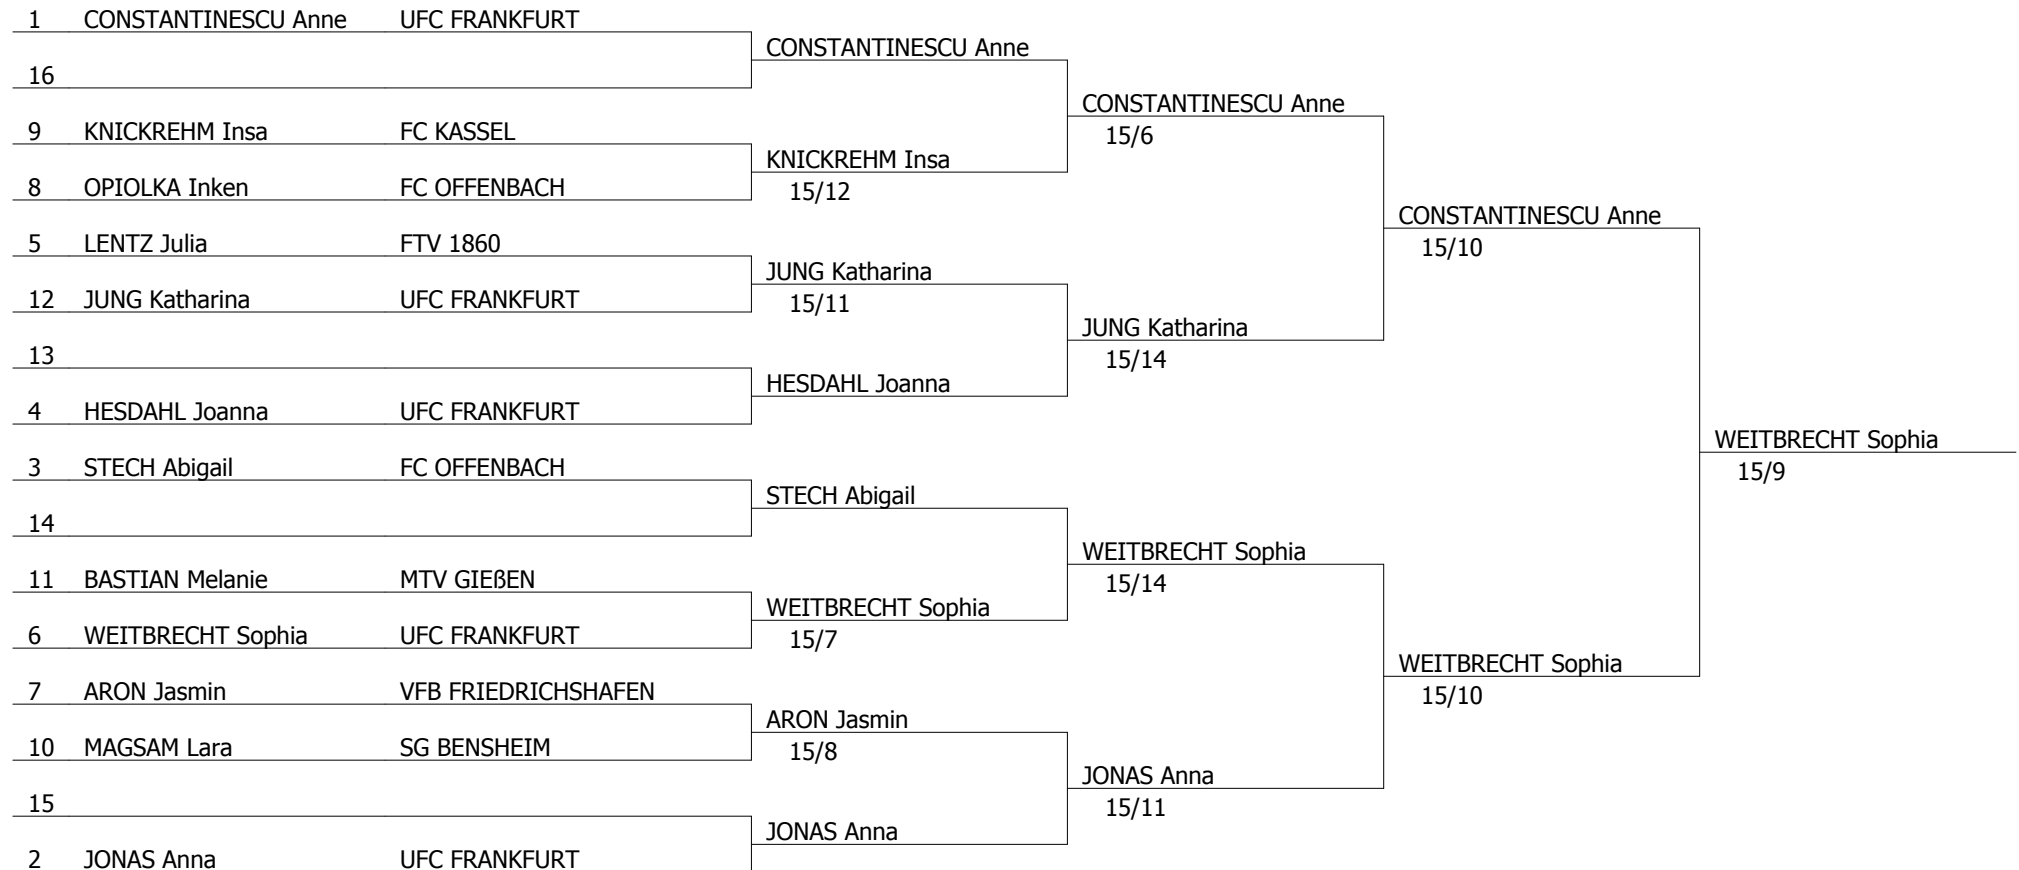 1 CONSTANTINESCU Anne UFC FRANKFURT
CONSTANTINESCU Anne
16
CONSTANTINESCU Anne
15/6
9 KNICKREHM Insa FC KASSEL
KNICKREHM Insa
15/12
8 OPIOLKA Inken FC OFFENBACH
CONSTANTINESCU Anne
15/10
5 LENTZ Julia FTV 1860
JUNG Katharina
15/11
12 JUNG Katharina UFC FRANKFURT
JUNG Katharina
15/14
13
HESDAHL Joanna
4 HESDAHL Joanna UFC FRANKFURT
WEITBRECHT Sophia
15/9
3 STECH Abigail FC OFFENBACH
STECH Abigail
14
WEITBRECHT Sophia
15/14
11 BASTIAN Melanie MTV GIEßEN
WEITBRECHT Sophia
15/7
6 WEITBRECHT Sophia UFC FRANKFURT
WEITBRECHT Sophia
15/10
7 ARON Jasmin VFB FRIEDRICHSHAFEN
ARON Jasmin
15/8
10 MAGSAM Lara SG BENSHEIM
JONAS Anna
15/11
15
JONAS Anna
2 JONAS Anna UFC FRANKFURT